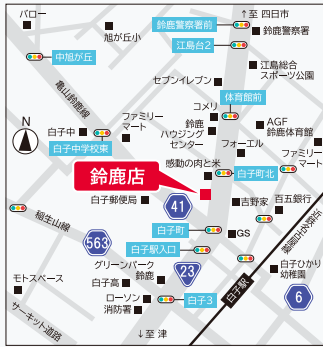 バロー
旭が丘小
鈴鹿警察署前
↑至 四日市
鈴鹿警察署
中旭が丘
江島台2
江島総合
スポーツ公園
セブンイレブン
亀山鈴鹿線
体育館前
コメリ
N
白子中
ファミリー
マート
鈴鹿
ハウジング
センター
AGF
鈴鹿体育館
白子中学校東
フォーエル
ファミリー
マート
感動の肉と米
白子町北
鈴鹿店
吉野家
百五銀行
白子郵便局
41
稲生山線
白子町
近鉄名古屋線
563
白子駅入口
GS
グリーンパーク
鈴鹿
23
白子ひかり
幼稚園
モトスペース
白子高
白子駅
6
ローソン
消防署
白子3
サーキット道路
↓至 津